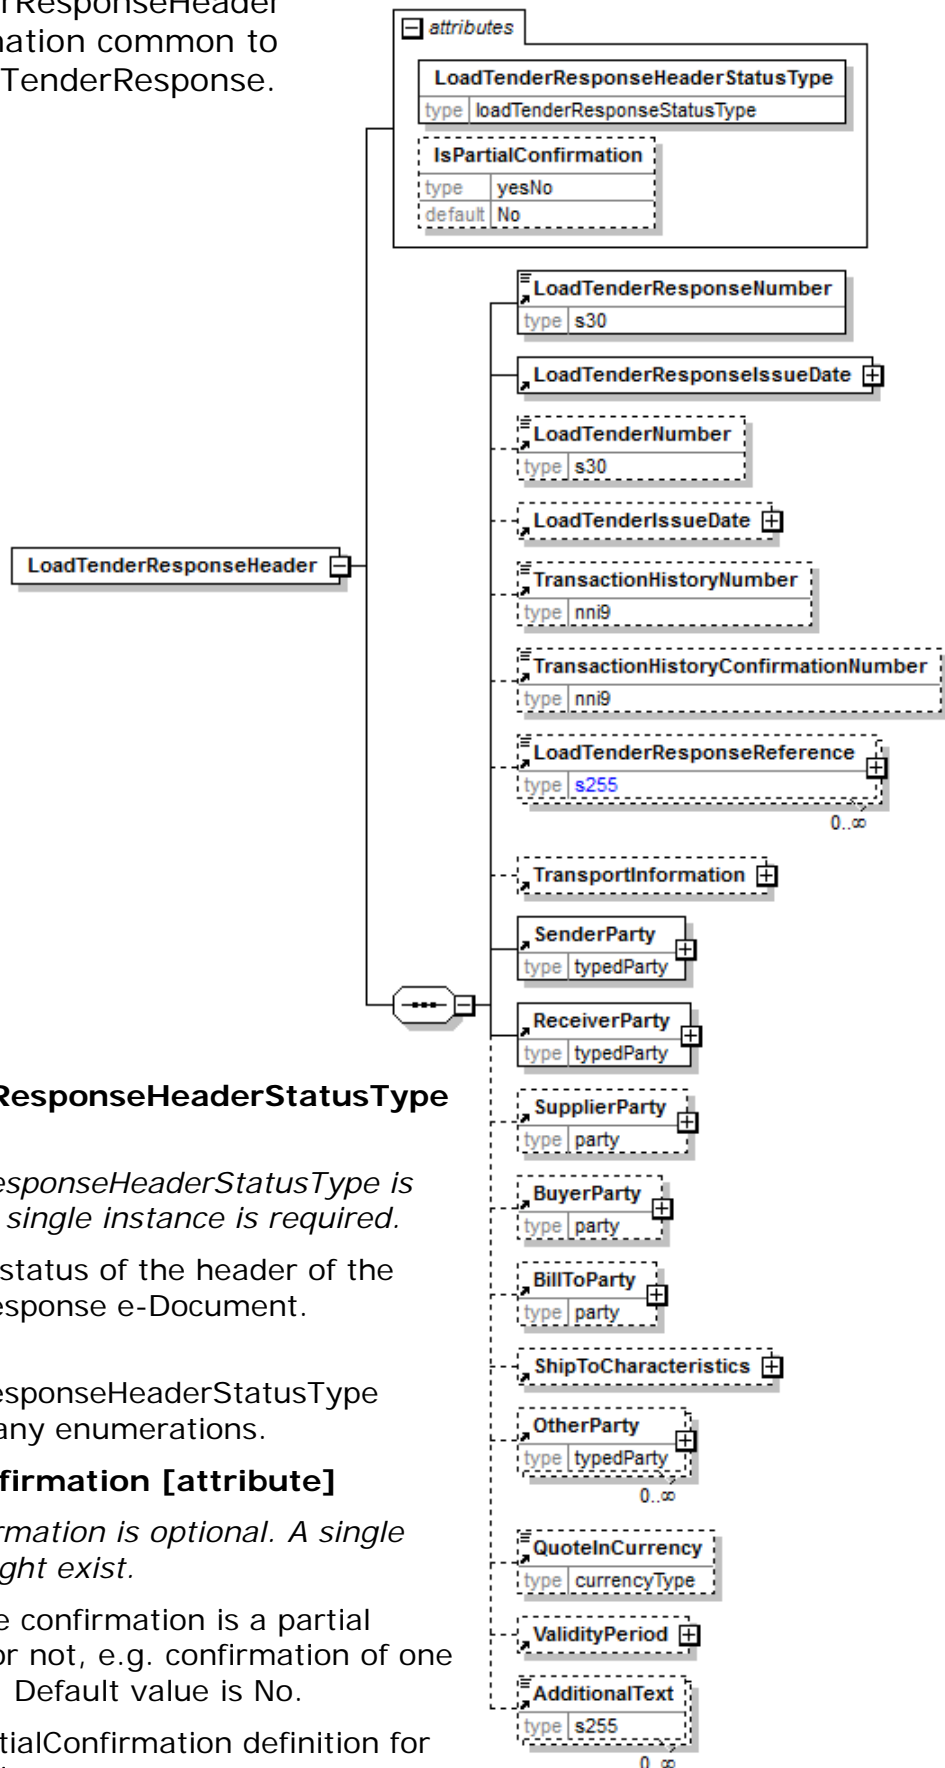 rResponseHeader
nation common to
TenderResponse.
attributes
LoadTenderResponseHeaderStatusType
type loadTenderResponseStatusType
IsPartialConfirmation
type yesNo
default No
LoadTenderResponseNumber
type s30
LoadTenderResponseIssueDate
LoadTenderNumber
type s30
LoadTenderIssueDate
LoadTenderResponseHeader
TransactionHistoryNumber
type nni9
TransactionHistoryConfirmationNumber
type nni9
LoadTenderResponseReference
type s255
0..∞
TransportInformation
SenderParty
type typedParty
ReceiverParty
type typedParty
SupplierParty
type party
BuyerParty
type party
BillToParty
type party
ShipToCharacteristics
OtherParty
type typedParty
0..∞
QuoteInCurrency
type currencyType
ValidityPeriod
AdditionalText
type s255
0..∞
ResponseHeaderStatusType
esponseHeaderStatusType is
single instance is required.
status of the header of the
esponse e-Document.
esponseHeaderStatusType
any enumerations.
nfirmation [attribute]
rmation is optional. A single
ght exist.
e confirmation is a partial
or not, e.g. confirmation of one
Default value is No.
tialConfirmation definition for